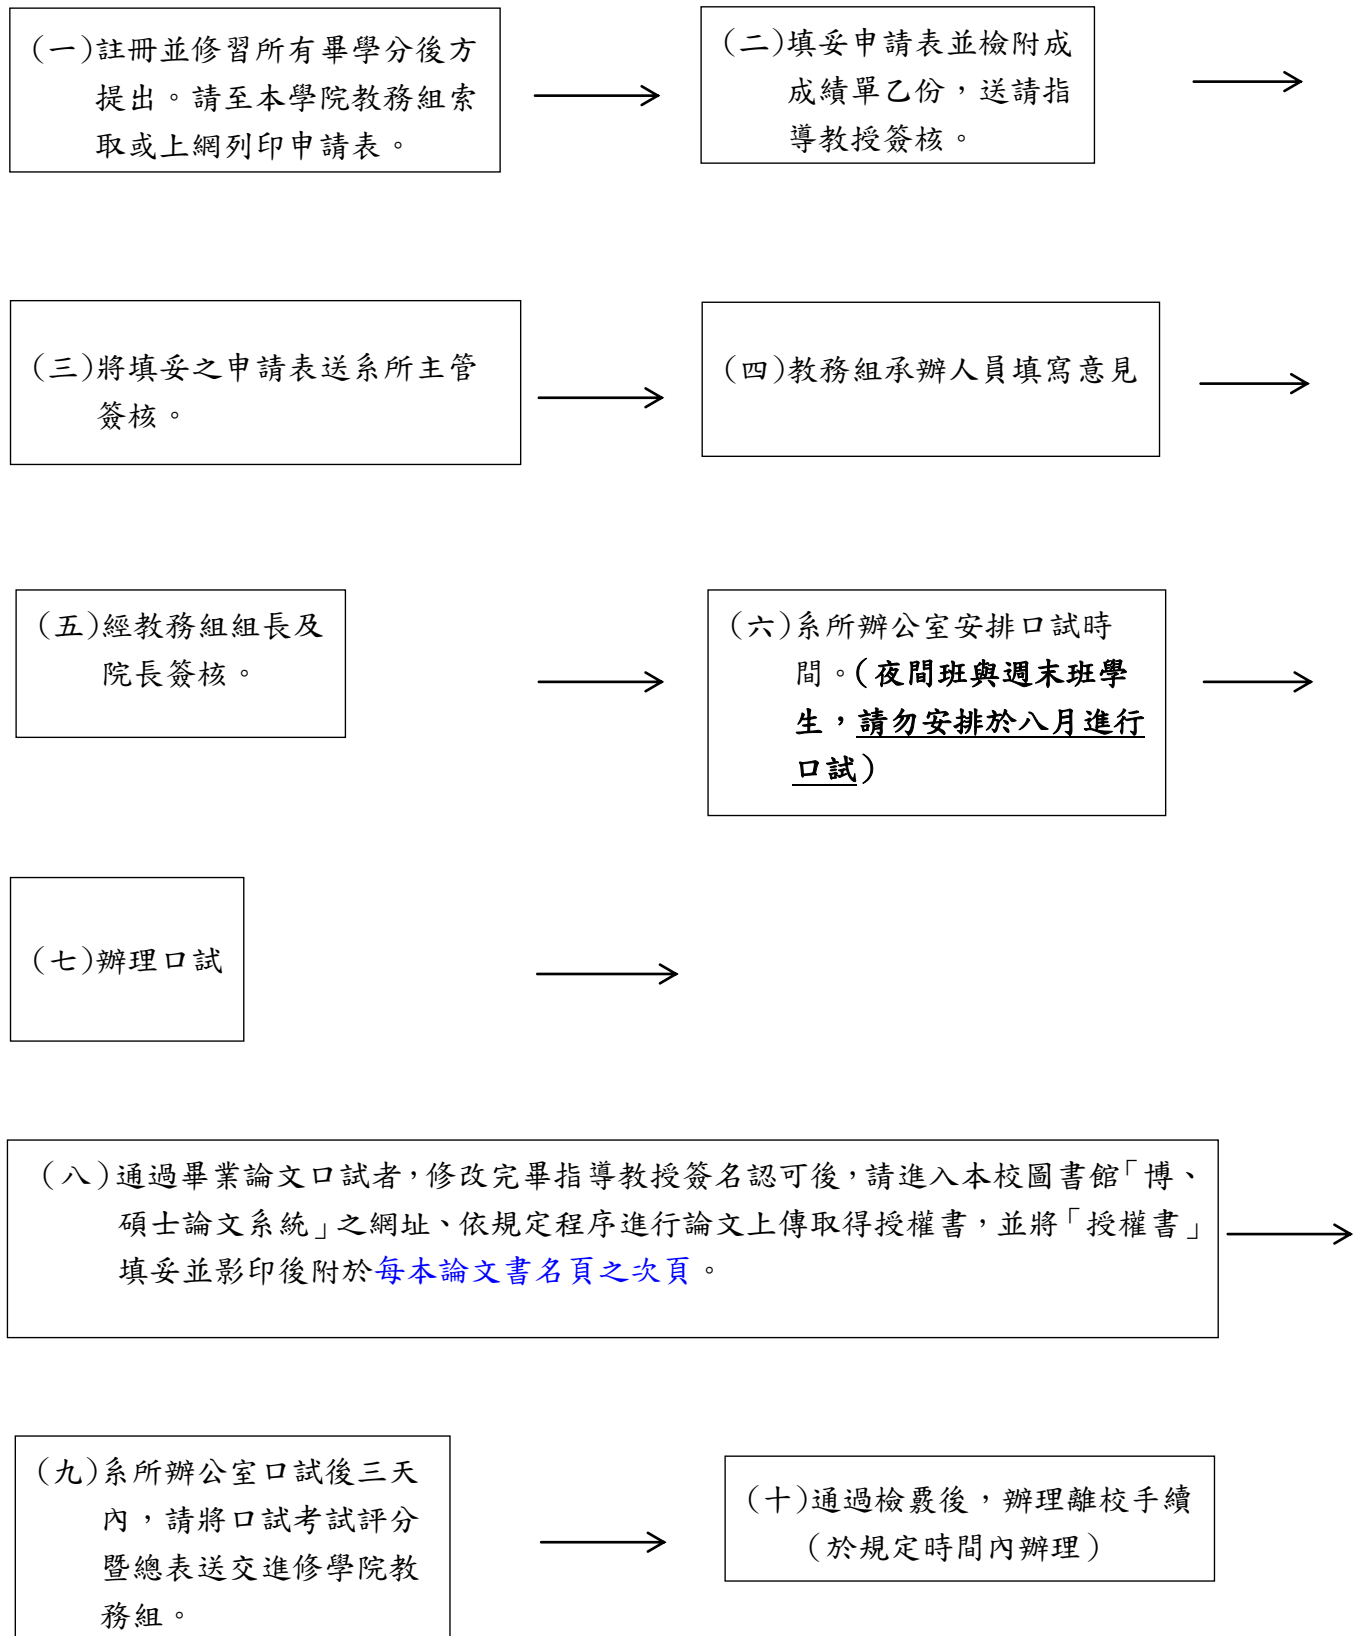 (一)註冊並修習所有畢學分後方
提出。請至本學院教務組索
取或上網列印申請表。
(二)填妥申請表並檢附成
成績單乙份，送請指
導教授簽核。
(三)將填妥之申請表送系所主管
簽核。
(四)教務組承辦人員填寫意見
(五)經教務組組長及
院長簽核。
(六)系所辦公室安排口試時
間。(夜間班與週末班學
生，請勿安排於八月進行
口試)
(七)辦理口試
(八)通過畢業論文口試者，修改完畢指導教授簽名認可後，請進入本校圖書館「博、
碩士論文系統」之網址、依規定程序進行論文上傳取得授權書，並將「授權書」
填妥並影印後附於每本論文書名頁之次頁。
(九)系所辦公室口試後三天
內，請將口試考試評分
暨總表送交進修學院教
務組。
(十)通過檢覈後，辦理離校手續
(於規定時間內辦理)